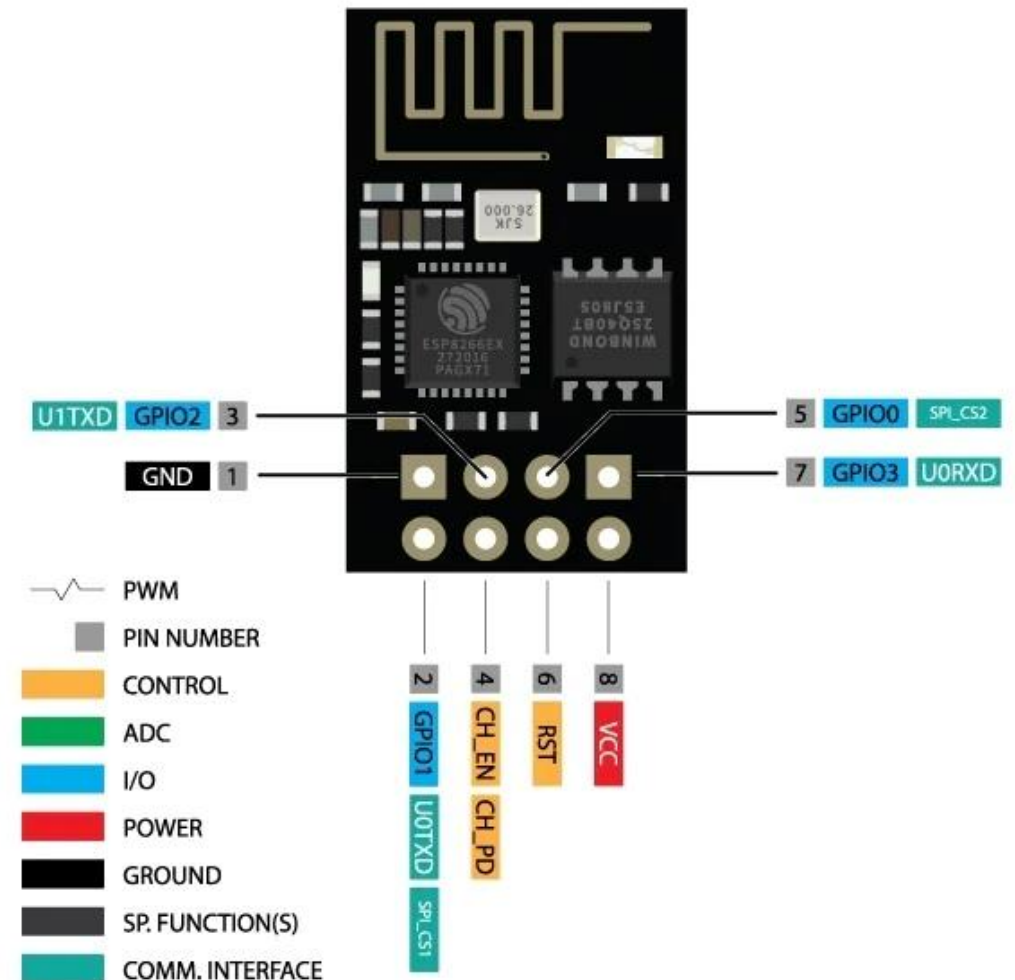 SJK
26.000
ESP8266EX
272016
PAGX71
WINBOND
25Q40BT
E5J80S
U1TXD GPIO2 3
GND 1
5 GPIO0 SPI_CS2
7 GPIO3 U0RXD
PWM
PIN NUMBER
CONTROL
ADC
I/O
POWER
GROUND
SP. FUNCTION(S)
COMM. INTERFACE
2 GPIO1 U0TXD SPI_CS1
4 CH_EN CH_PD
6 RST
8 VCC